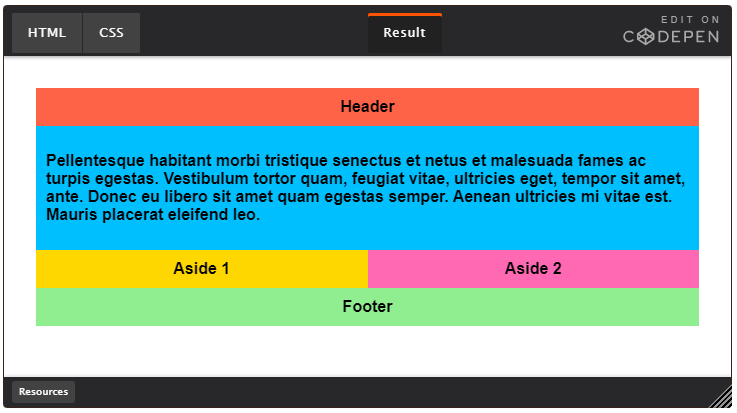 HTML CSS Result EDIT ON
CODEPEN
Header
Pellentesque habitant morbi tristique senectus et netus et malesuada fames ac
turpis egestas. Vestibulum tortor quam, feugiat vitae, ultricies eget, tempor sit amet,
ante. Donec eu libero sit amet quam egestas semper. Aenean ultricies mi vitae est.
Mauris placerat eleifend leo.
Aside 1 Aside 2
Footer
Resources